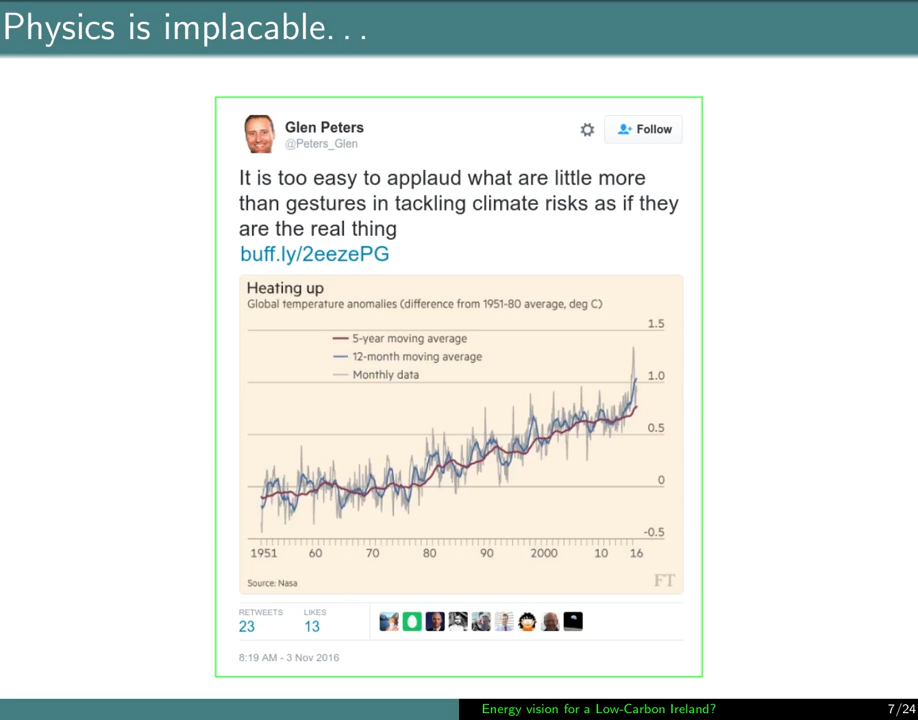 Physics is implacable. . .
Glen Peters
@Peters_Glen
Follow
It is too easy to applaud what are little more
than gestures in tackling climate risks as if they
are the real thing
buff.ly/2eezePG
Heating up
Global temperature anomalies (difference from 1951-80 average, deg C)
1.5
5-year moving average
12-month moving average
Monthly data
1.0
0.5
0
-0.5
1951 60 70 80 90 2000 10 16
Source: Nasa
FT
RETWEETS LIKES
23 13
8:19 AM - 3 Nov 2016
Energy vision for a Low-Carbon Ireland? 7/24